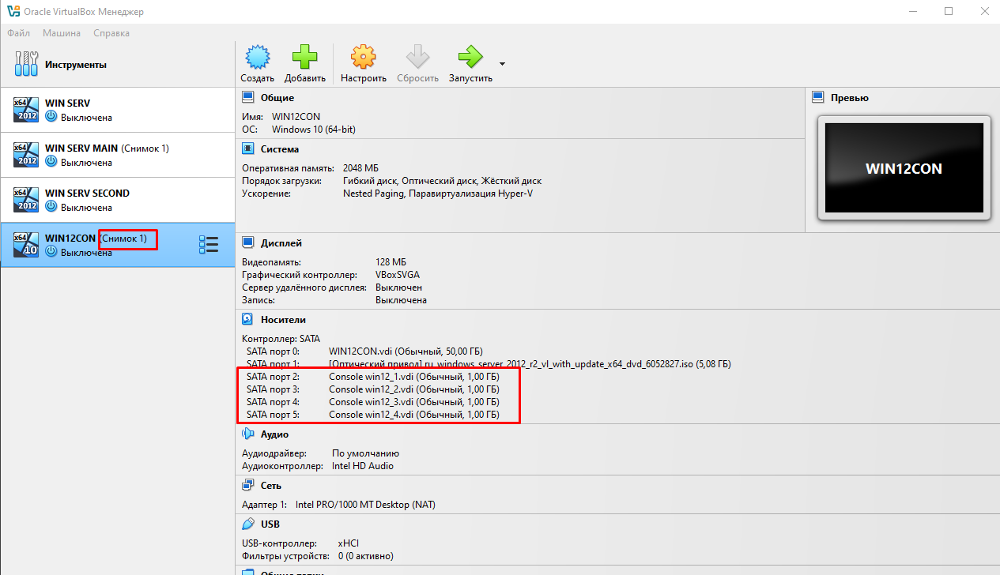 Oracle VirtualBox Менеджер
Файл Машина Справка
Инструменты
Создать Добавить Настроить Сбросить Запустить
x64 2012 WIN SERV
Выключена
x64 2012 WIN SERV MAIN (Снимок 1)
Выключена
x64 2012 WIN SERV SECOND
Выключена
x64 10 WIN12CON (Снимок 1)
Выключена
Общие
Имя: WIN12CON
ОС: Windows 10 (64-bit)
Превью
WIN12CON
Система
Оперативная память: 2048 МБ
Порядок загрузки: Гибкий диск, Оптический диск, Жёсткий диск
Ускорение: Nested Paging, Паравиртуализация Hyper-V
Дисплей
Видеопамять: 128 МБ
Графический контроллер: VBoxSVGA
Сервер удалённого дисплея: Выключен
Запись: Выключена
Носители
Контроллер: SATA
SATA порт 0: WIN12CON.vdi (Обычный, 50,00 ГБ)
SATA порт 1: [Оптический привод] ru_windows_server_2012_r2_vl_with_update_x64_dvd_6052827.iso (5,08 ГБ)
SATA порт 2: Console win12_1.vdi (Обычный, 1,00 ГБ)
SATA порт 3: Console win12_2.vdi (Обычный, 1,00 ГБ)
SATA порт 4: Console win12_3.vdi (Обычный, 1,00 ГБ)
SATA порт 5: Console win12_4.vdi (Обычный, 1,00 ГБ)
Аудио
Аудиодрайвер: По умолчанию
Аудиоконтроллер: Intel HD Audio
Сеть
Адаптер 1: Intel PRO/1000 MT Desktop (NAT)
USB
USB-контроллер: xHCI
Фильтры устройств: 0 (0 активно)
Общие папки